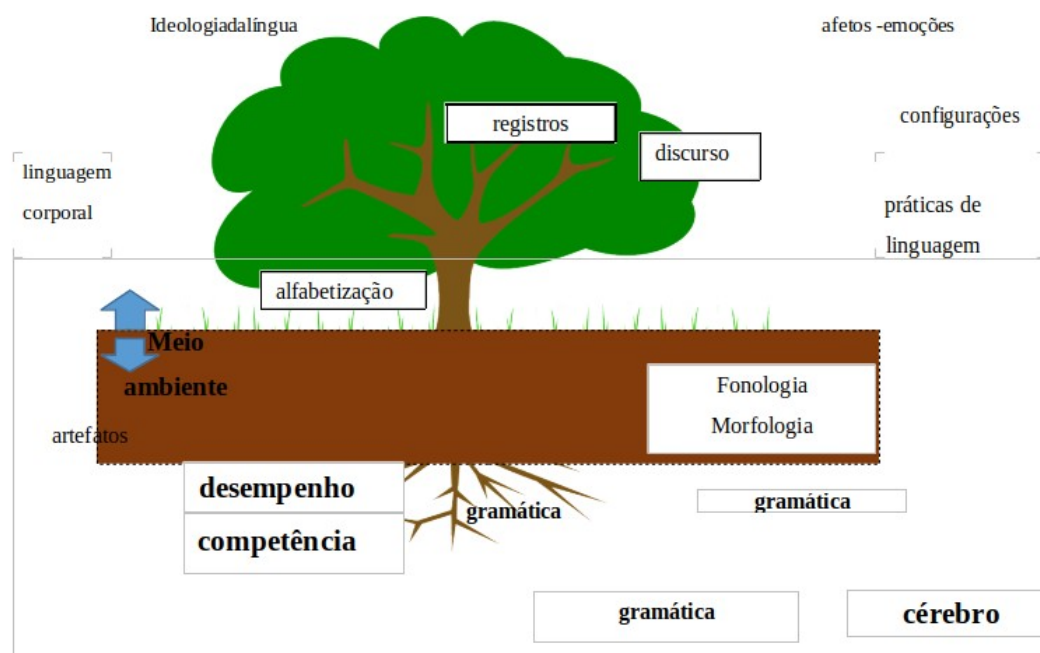 Ideologiadalíngua
afetos -emoções
registros
configurações
discurso
linguagem
corporal
práticas de
linguagem
alfabetização
Meio
ambiente
Fonologia
Morfologia
artefatos
desempenho
gramática
gramática
competência
gramática
cérebro